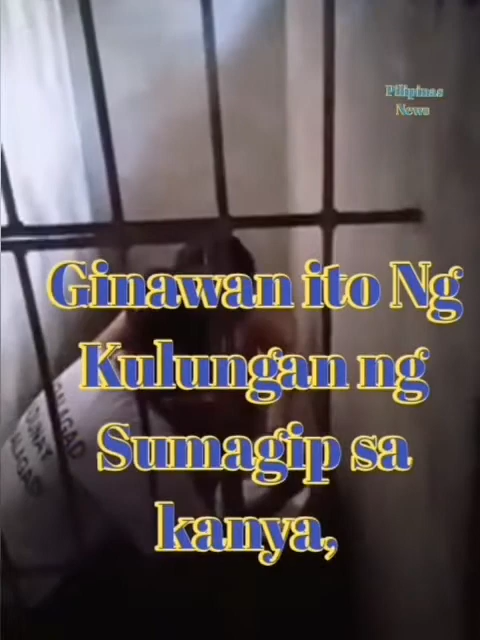 Pilipinas
News
Ginawan ito Ng
Kulungan ng
Sumagip sa
kanya,